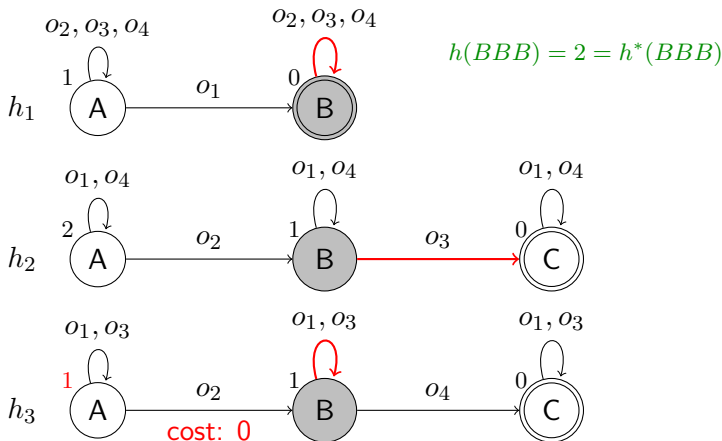 o₂, o₃, o₄ o₂, o₃, o₄
h(BBB) = 2 = h*(BBB)
1 0
h₁ A o₁ B
o₁, o₄ o₁, o₄ o₁, o₄
2 1 0
h₂ A o₂ B o₃ C
o₁, o₃ o₁, o₃ o₁, o₃
1 1 0
h₃ A o₂ B o₄ C
cost: 0